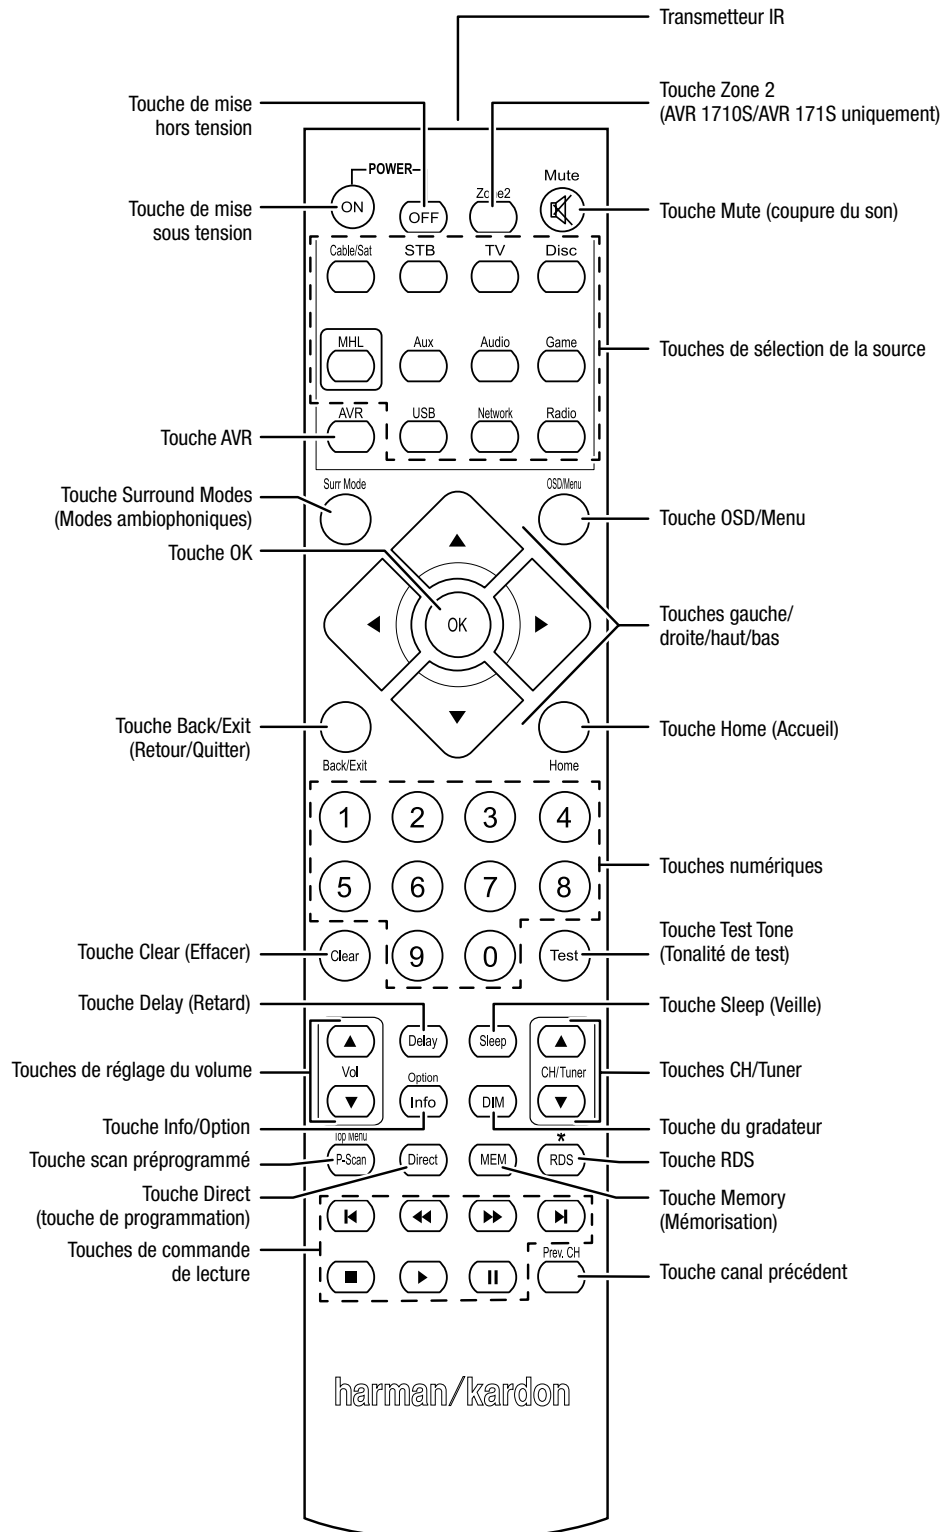 Transmetteur IR
Touche de mise
hors tension
Touche Zone 2
(AVR 1710S/AVR 171S uniquement)
POWER
Mute
ON
OFF
Zone2
Touche de mise
sous tension
Touche Mute (coupure du son)
Cable/Sat
STB
TV
Disc
MHL
Aux
Audio
Game
Touches de sélection de la source
AVR
USB
Network
Radio
Touche AVR
Surr Mode
OSD/Menu
Touche Surround Modes
(Modes ambiophoniques)
Touche OSD/Menu
Touche OK
OK
Touches gauche/
droite/haut/bas
Touche Back/Exit
(Retour/Quitter)
Touche Home (Accueil)
Back/Exit
Home
1 2 3 4
5 6 7 8
Touches numériques
Touche Clear (Effacer)
Clear
9 0
Test
Touche Test Tone
(Tonalité de test)
Touche Delay (Retard)
Touche Sleep (Veille)
Delay
Sleep
Touches de réglage du volume
Vol
CH/Tuner
Touches CH/Tuner
Option
Info
DIM
Touche Info/Option
Touche du gradateur
Top Menu
*
Touche scan préprogrammé
P-Scan
Direct
MEM
RDS
Touche RDS
Touche Direct
(touche de programmation)
Touche Memory
(Mémorisation)
Touches de commande
de lecture
Prev. CH
Touche canal précédent
harman/kardon